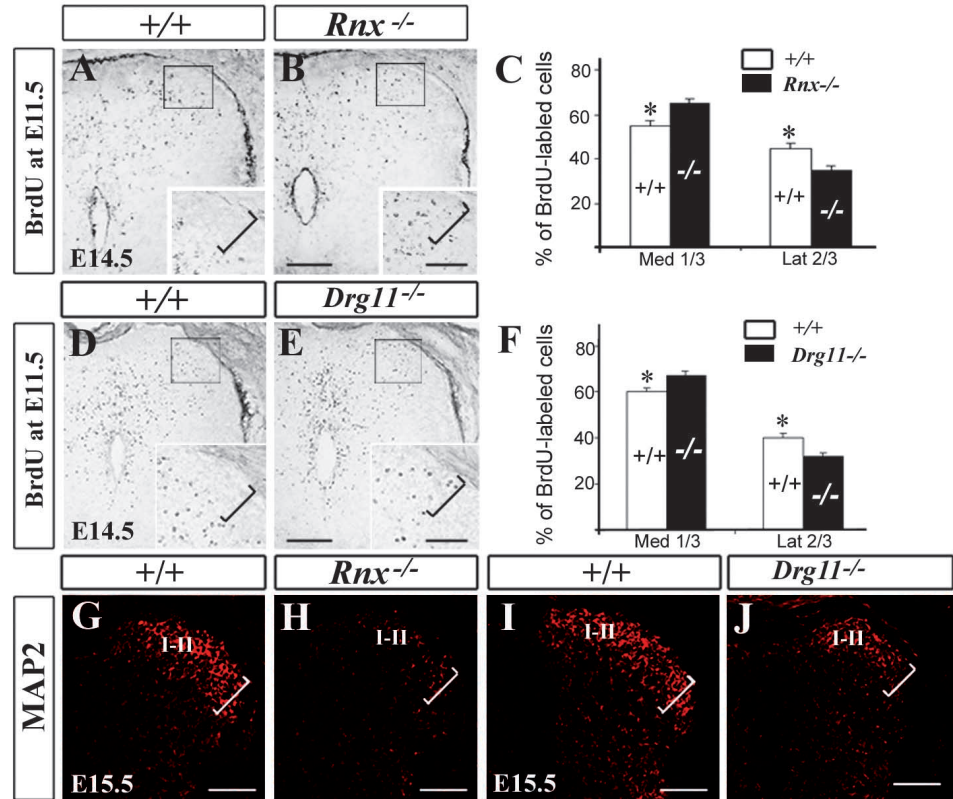 +/+
Rnx -/-
BrdU at E11.5
A
B
E14.5
C
+/+
Rnx-/-
% of BrdU-labled cells
80
60
40
20
*
*
+/+
-/-
+/+
-/-
Med 1/3
Lat 2/3
+/+
Drg11-/-
BrdU at E11.5
D
E
E14.5
F
+/+
Drg11-/-
% of BrdU-labeled cells
80
60
40
20
*
*
+/+
-/-
+/+
-/-
Med 1/3
Lat 2/3
+/+
Rnx-/-
+/+
Drg11-/-
MAP2
G
I-II
E15.5
H
I-II
I
I-II
E15.5
J
I-II